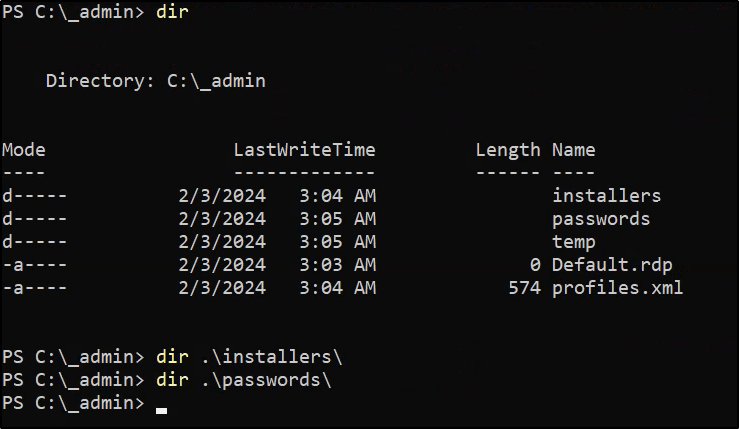 PS C:\_admin> dir
Directory: C:\_admin
Mode LastWriteTime Length Name
---- ------------- ------ ----
d----- 2/3/2024 3:04 AM installers
d----- 2/3/2024 3:05 AM passwords
d----- 2/3/2024 3:05 AM temp
-a---- 2/3/2024 3:03 AM 0 Default.rdp
-a---- 2/3/2024 3:04 AM 574 profiles.xml
PS C:\_admin> dir .\installers\
PS C:\_admin> dir .\passwords\
PS C:\_admin>